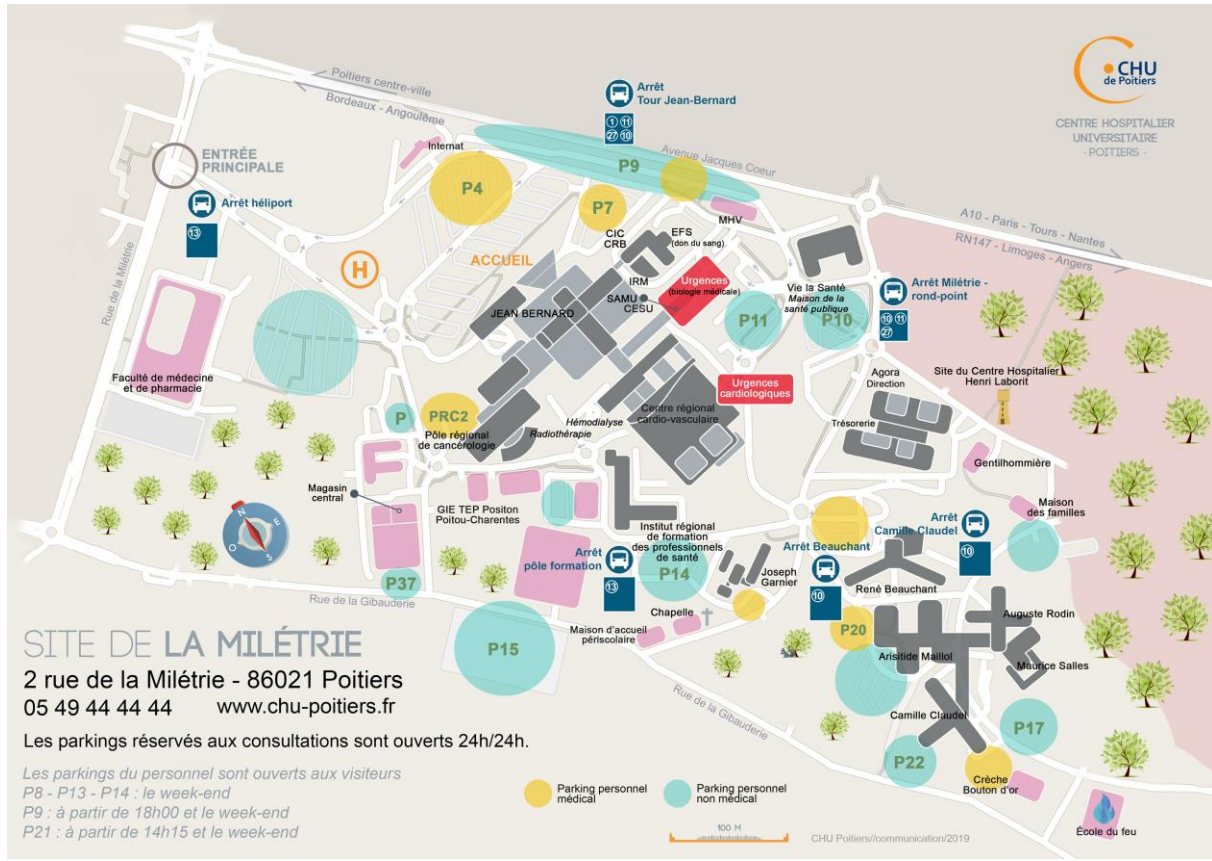 Poitiers centre-ville
Bordeaux - Angoulême
Arrêt
Tour Jean-Bernard
1 11
27 10
CHU
de Poitiers
CENTRE HOSPITALIER
UNIVERSITAIRE
- POITIERS -
ENTRÉE
PRINCIPALE
Internat
P4
P9
Avenue Jacques Coeur
P7
MHV
Arrêt héliport
13
A10 - Paris - Tours - Nantes
RN147 - Limoges - Angers
Rue de la Milétrie
H
ACCUEIL
CIC
CRB
EFS
(don du sang)
IRM
Urgences
(biologie médicale)
SAMU
CESU
JEAN BERNARD
Vie la Santé
Maison de la
santé publique
P11
P10
Arrêt Milétrie -
rond-point
10 11
27
Faculté de médecine
et de pharmacie
Urgences
cardiologiques
Agora
Direction
Site du Centre Hospitalier
Henri Laborit
P
PRC2
Pôle régional
de cancérologie
Radiothérapie
Hémodialyse
Centre régional
cardio-vasculaire
Trésorerie
Gentilhommière
Magasin
central
GIE TEP Positon
Poitou-Charentes
Maison
des familles
N
E
S
O
Institut régional
de formation
des professionnels
de santé
Arrêt
pôle formation
13
P14
Joseph
Garnier
Arrêt Beauchant
10
Arrêt
Camille Claudel
10
René Beauchant
P37
Rue de la Gibauderie
Chapelle
Maison d'accueil
périscolaire
P15
P20
Arisitide Maillol
Auguste Rodin
Maurice Salles
Rue de la Gibauderie
Camille Claudel
P17
P22
Crèche
Bouton d'or
École du feu
SITE DE LA MILÉTRIE
2 rue de la Milétrie - 86021 Poitiers
05 49 44 44 44 www.chu-poitiers.fr
Les parkings réservés aux consultations sont ouverts 24h/24h.
Les parkings du personnel sont ouverts aux visiteurs
P8 - P13 - P14 : le week-end
P9 : à partir de 18h00 et le week-end
P21 : à partir de 14h15 et le week-end
Parking personnel
médical
Parking personnel
non médical
100 M
CHU Poitiers//communication/2019